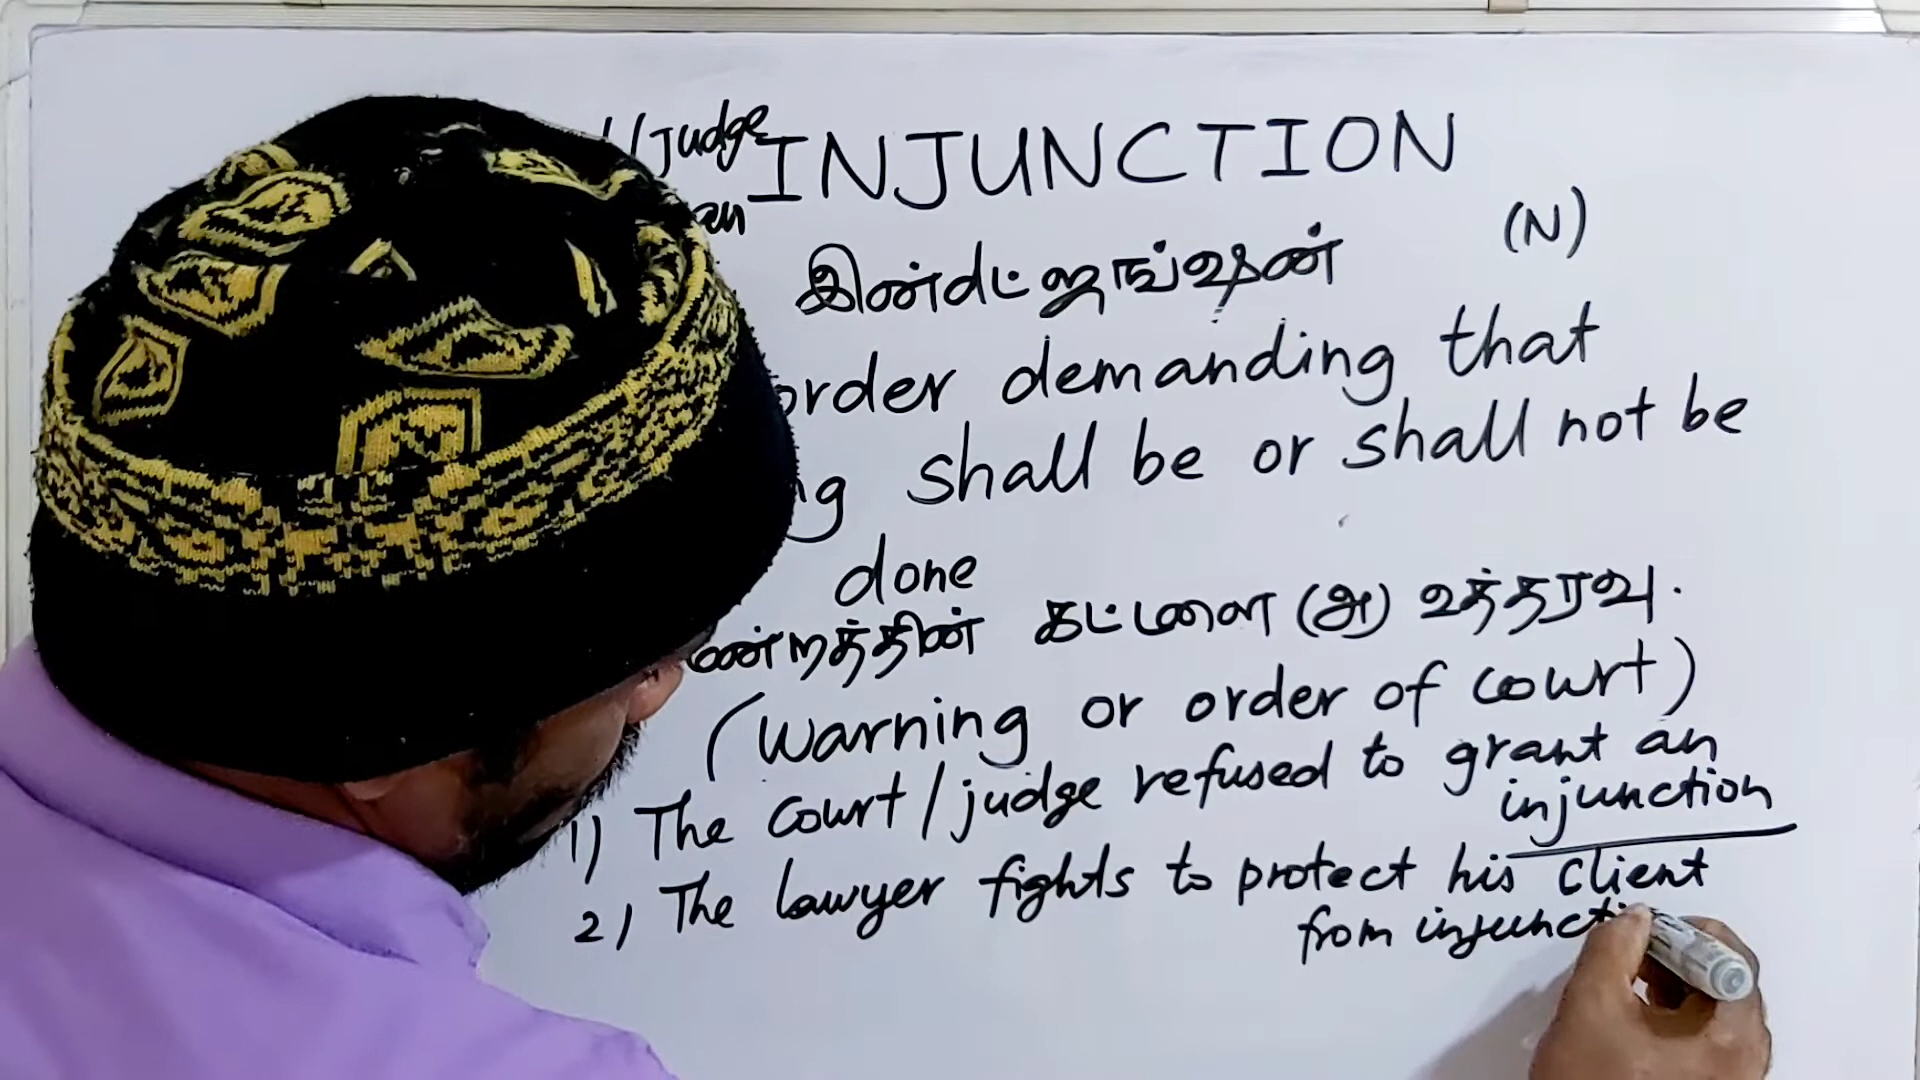 Judge
an
INJUNCTION
(N)
இன்ட்ஜங்ஷன்
order demanding that
shall be or shall not be
done
கட்டளை (அ) உத்தரவு.
(Warning or order of court)
1) The court/judge refused to grant an
injunction
2) The lawyer fights to protect his client
from injuncti